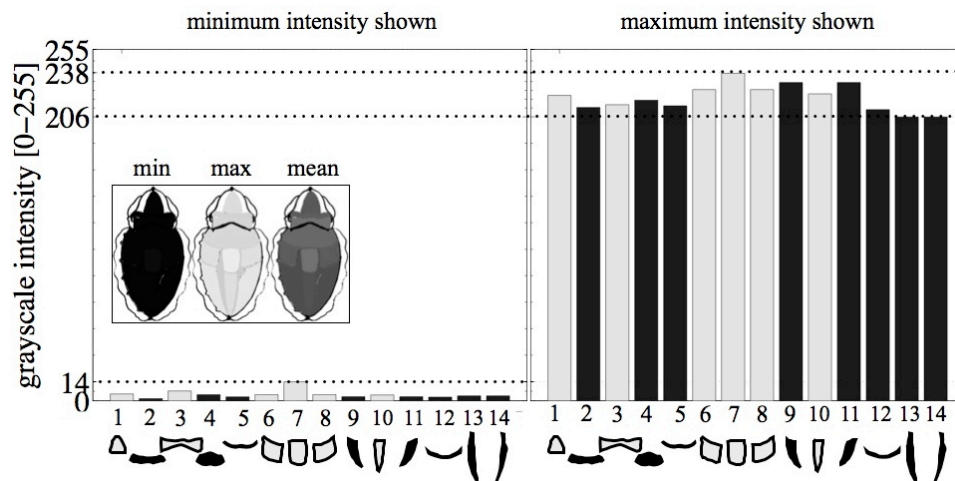 minimum intensity shown
maximum intensity shown
grayscale intensity [0–255]
255
238
206
14
0
min max mean
1 2 3 4 5 6 7 8 9 10 11 12 13 14
1 2 3 4 5 6 7 8 9 10 11 12 13 14